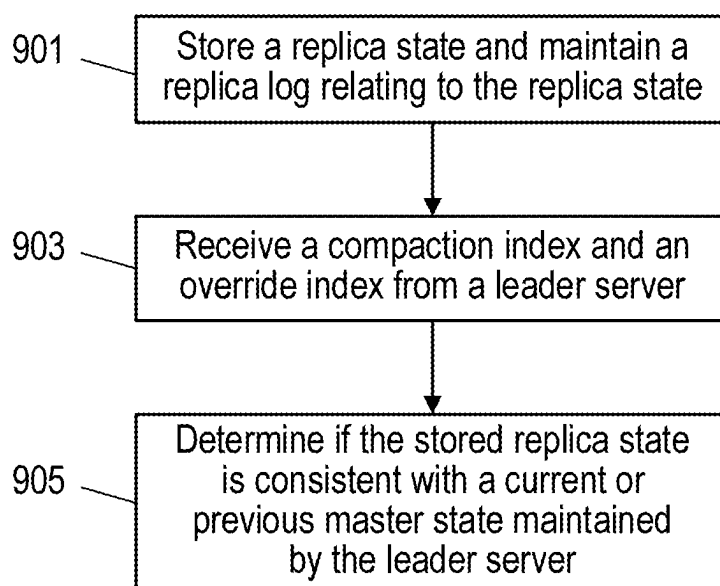 901
Store a replica state and maintain a
replica log relating to the replica state
903
Receive a compaction index and an
override index from a leader server
905
Determine if the stored replica state
is consistent with a current or
previous master state maintained
by the leader server